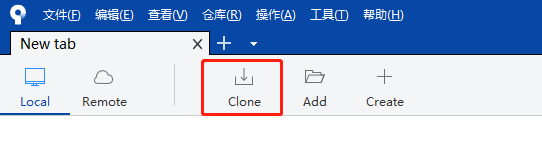 文件(F) 编辑(E) 查看(V) 仓库(R) 操作(A) 工具(T) 帮助(H)
New tab
Local Remote Clone Add Create